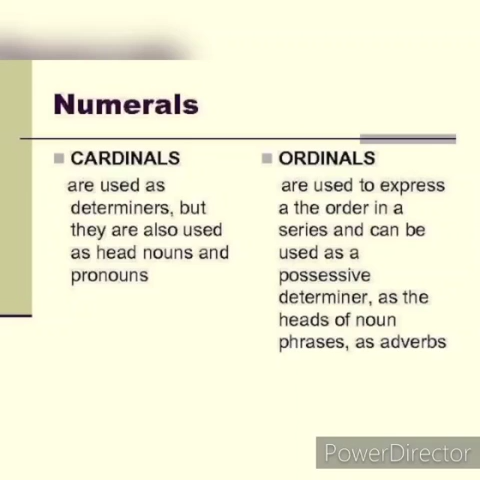 Numerals
CARDINALS
are used as
determiners, but
they are also used
as head nouns and
pronouns
ORDINALS
are used to express
a the order in a
series and can be
used as a
possessive
determiner, as the
heads of noun
phrases, as adverbs
PowerDirector